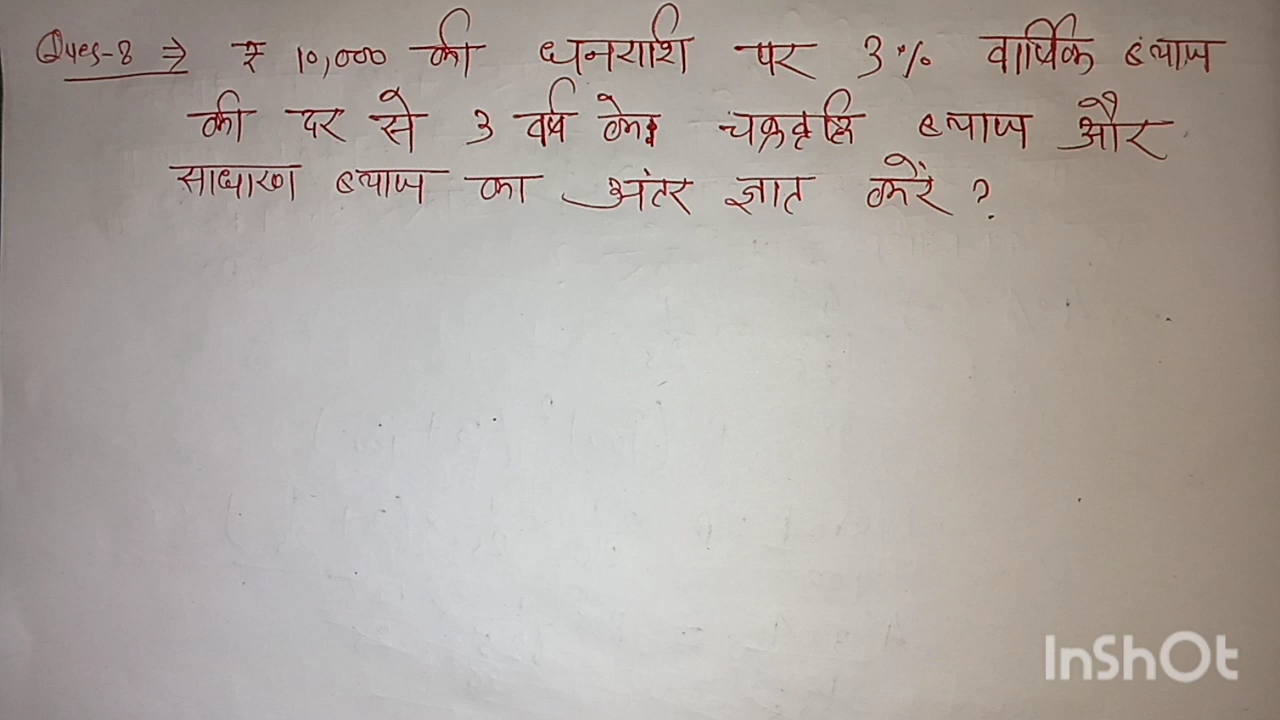 Ques-8 ⇒ ₹ 10,000 की धनराशि पर 3% वार्षिक ब्याज
की दर से 3 वर्ष के चक्रवृद्धि ब्याज और
साधारण ब्याज का अंतर ज्ञात करें ?
InShOt